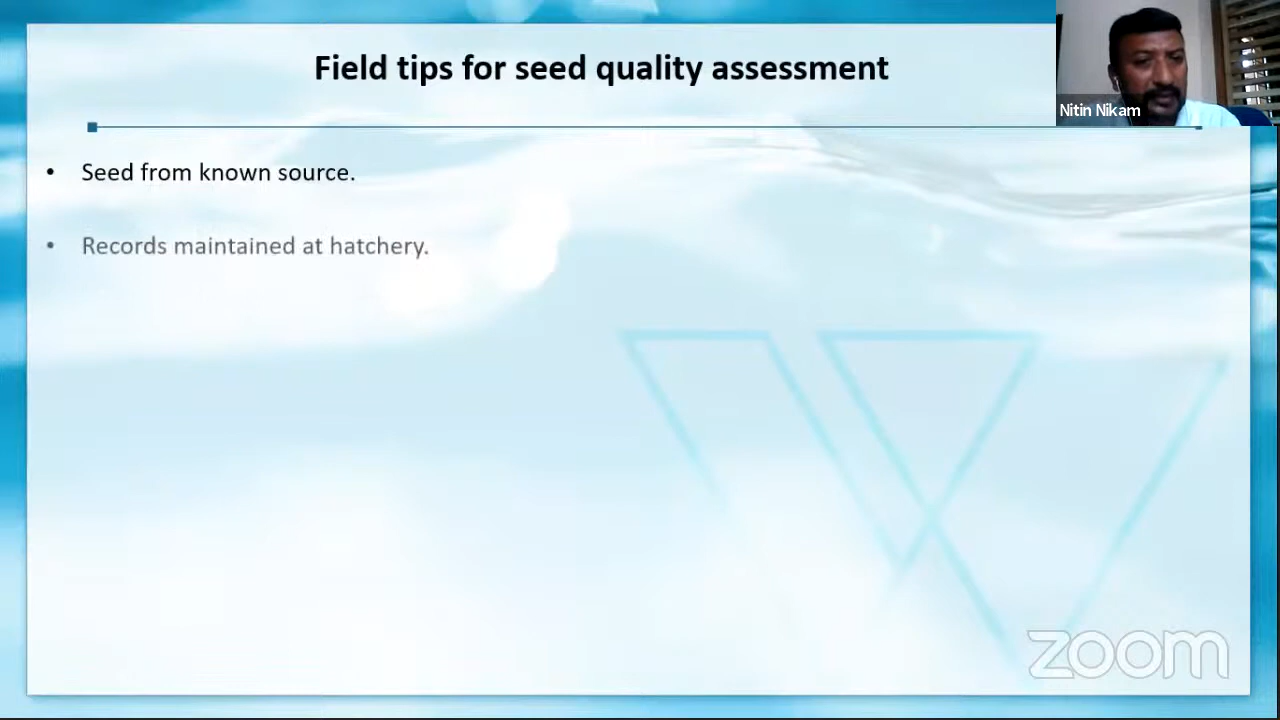 Field tips for seed quality assessment
Nitin Nikam
• Seed from known source.
• Records maintained at hatchery.
zoom